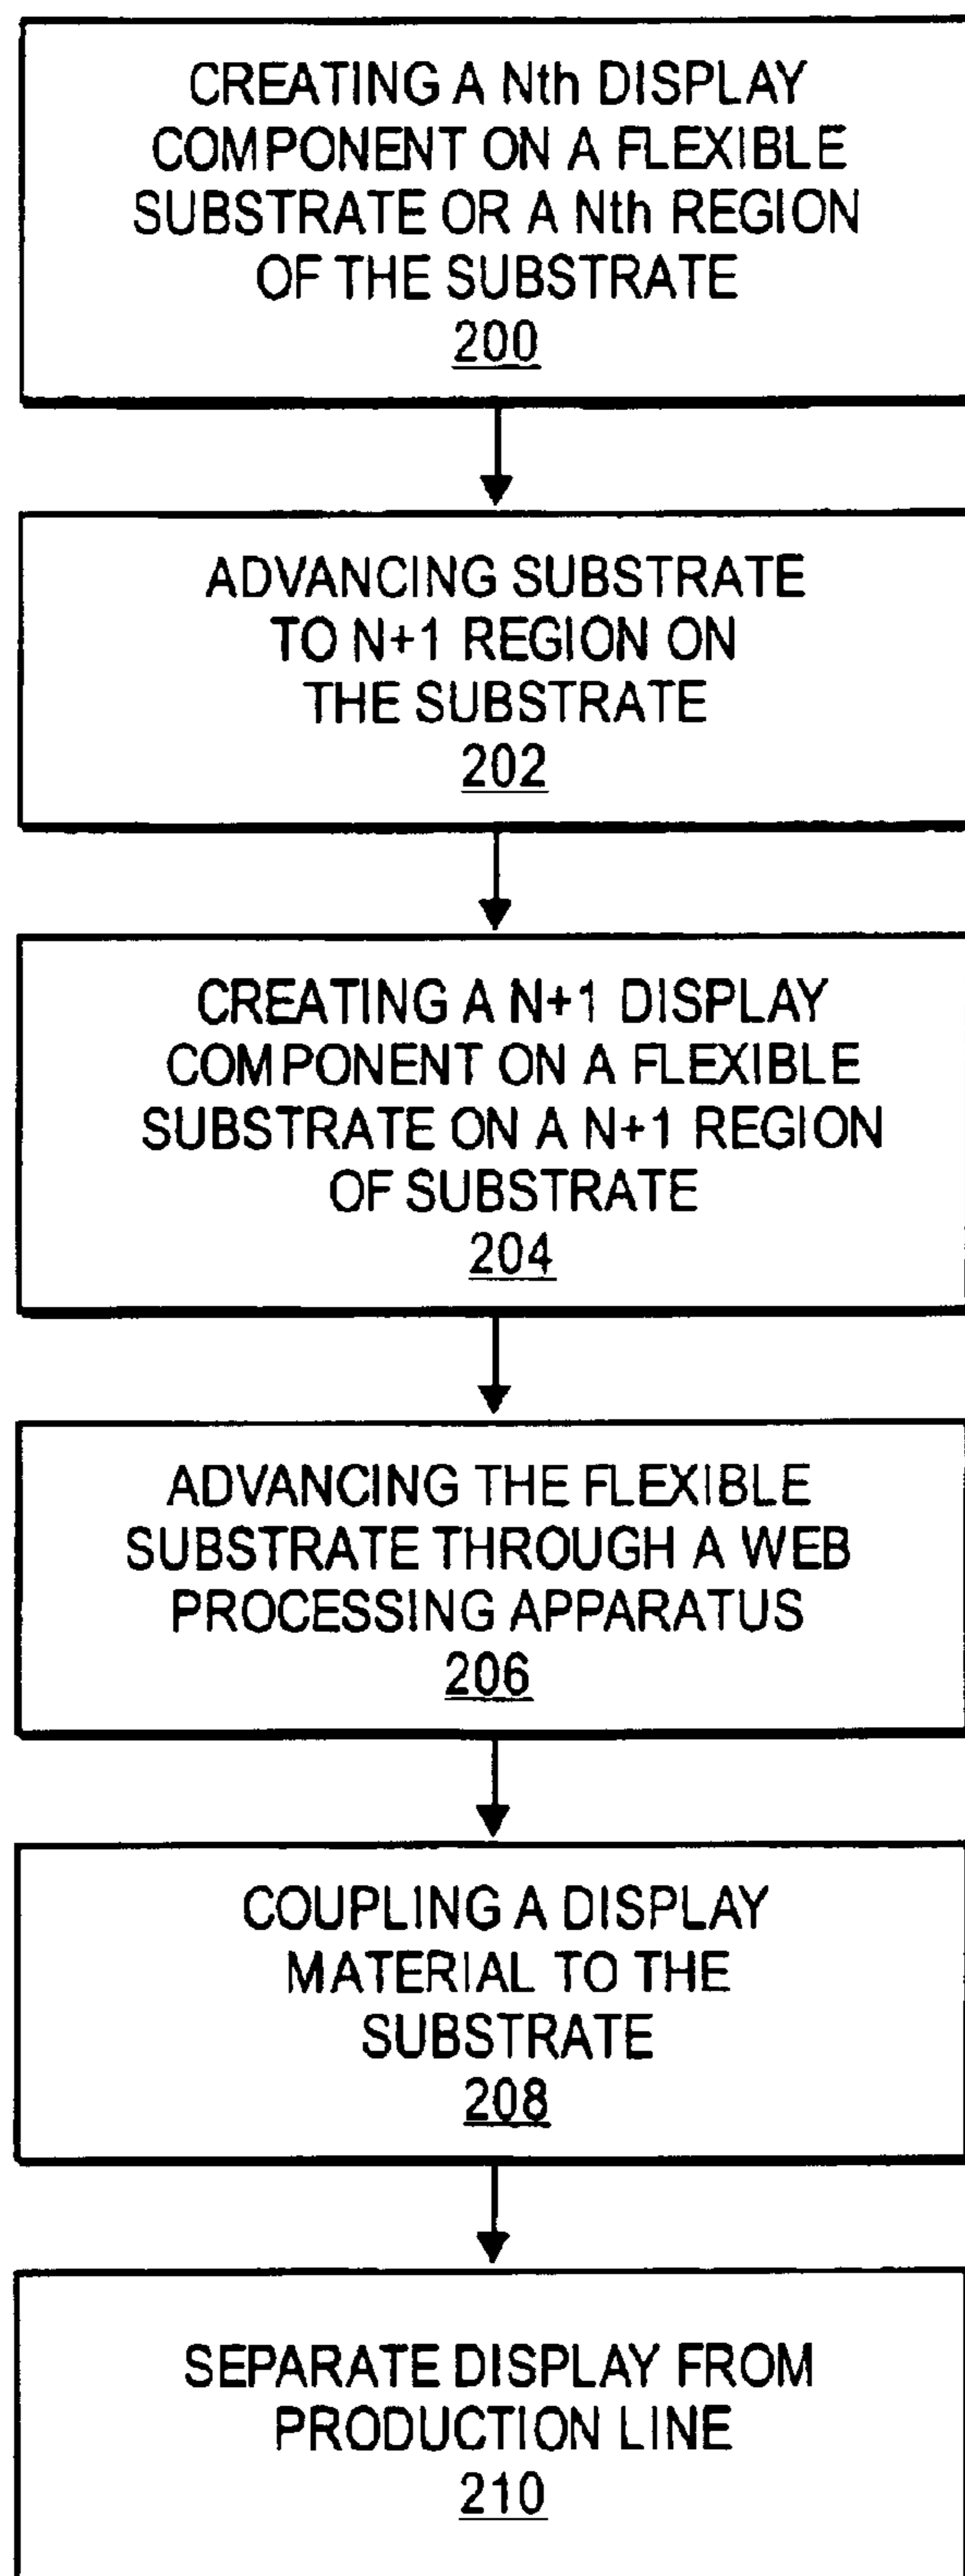 CREATING A Nth DISPLAY
COMPONENT ON A FLEXIBLE
SUBSTRATE OR A Nth REGION
OF THE SUBSTRATE
200
ADVANCING SUBSTRATE
TO N+1 REGION ON
THE SUBSTRATE
202
CREATING A N+1 DISPLAY
COMPONENT ON A FLEXIBLE
SUBSTRATE ON A N+1 REGION
OF SUBSTRATE
204
ADVANCING THE FLEXIBLE
SUBSTRATE THROUGH A WEB
PROCESSING APPARATUS
206
COUPLING A DISPLAY
MATERIAL TO THE
SUBSTRATE
208
SEPARATE DISPLAY FROM
PRODUCTION LINE
210